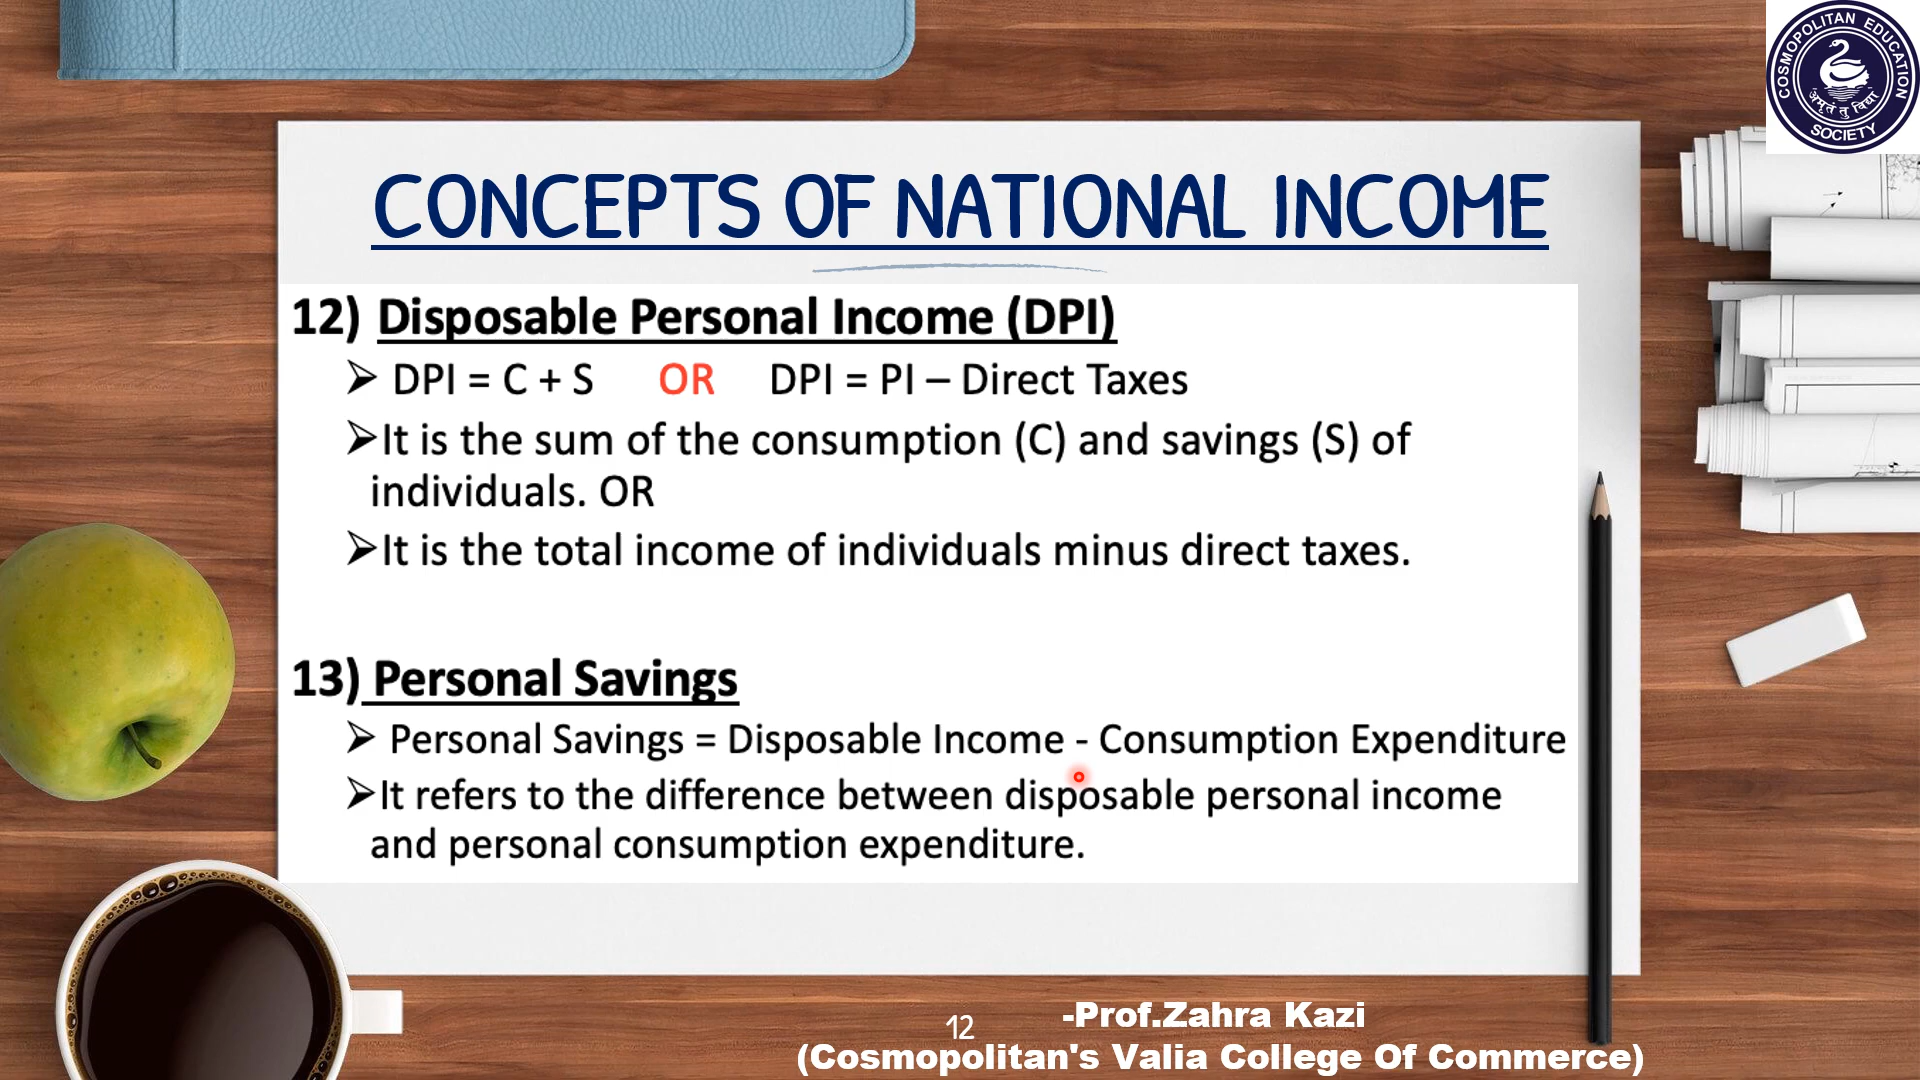 COSMOPOLITAN EDUCATION
अमृतं तु विद्या
SOCIETY
CONCEPTS OF NATIONAL INCOME
12) Disposable Personal Income (DPI)
➢ DPI = C + S OR DPI = PI – Direct Taxes
➢It is the sum of the consumption (C) and savings (S) of
individuals. OR
➢It is the total income of individuals minus direct taxes.
13) Personal Savings
➢ Personal Savings = Disposable Income - Consumption Expenditure
➢It refers to the difference between disposable personal income
and personal consumption expenditure.
12
-Prof.Zahra Kazi
(Cosmopolitan's Valia College Of Commerce)